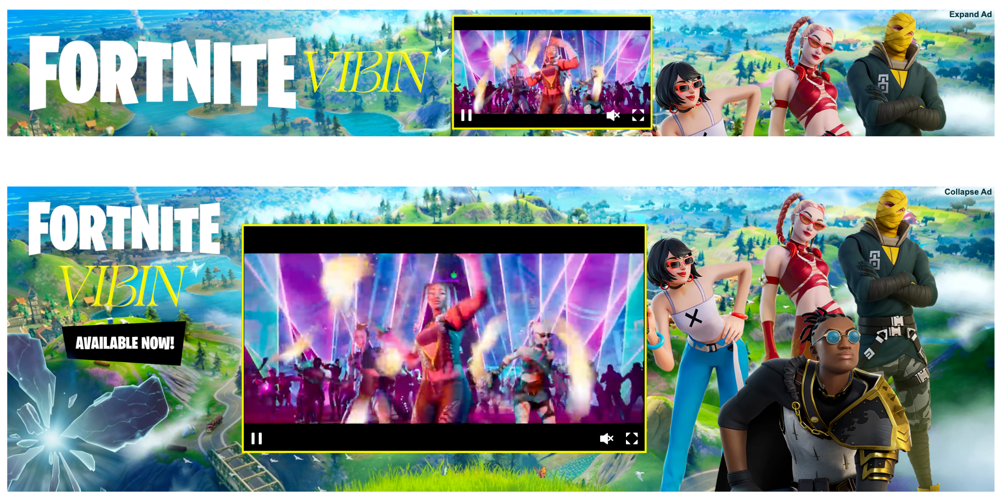 Expand Ad
FORTNITE VIBIN
Collapse Ad
FORTNITE
VIBIN
AVAILABLE NOW!